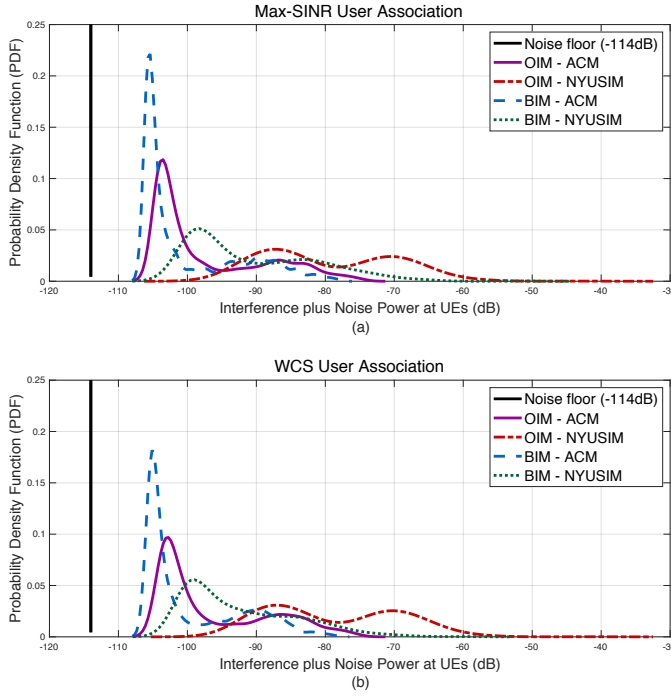 Max-SINR User Association
Probability Density Function (PDF)
0.25
0.2
0.15
0.1
0.05
0
Noise floor (-114dB)
OIM - ACM
OIM - NYUSIM
BIM - ACM
BIM - NYUSIM
-120 -110 -100 -90 -80 -70 -60 -50 -40 -30
Interference plus Noise Power at UEs (dB)
(a)
WCS User Association
Probability Density Function (PDF)
0.25
0.2
0.15
0.1
0.05
0
Noise floor (-114dB)
OIM - ACM
OIM - NYUSIM
BIM - ACM
BIM - NYUSIM
-120 -110 -100 -90 -80 -70 -60 -50 -40 -30
Interference plus Noise Power at UEs (dB)
(b)